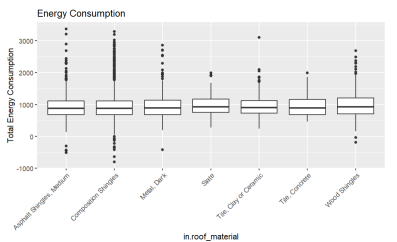 Energy Consumption
Total Energy Consumption
3000
2000
1000
0
-1000
Asphalt Shingles, Medium
Composition Shingles
Metal, Dark
Slate
Tile, Clay or Ceramic
Tile, Concrete
Wood Shingles
in.roof_material